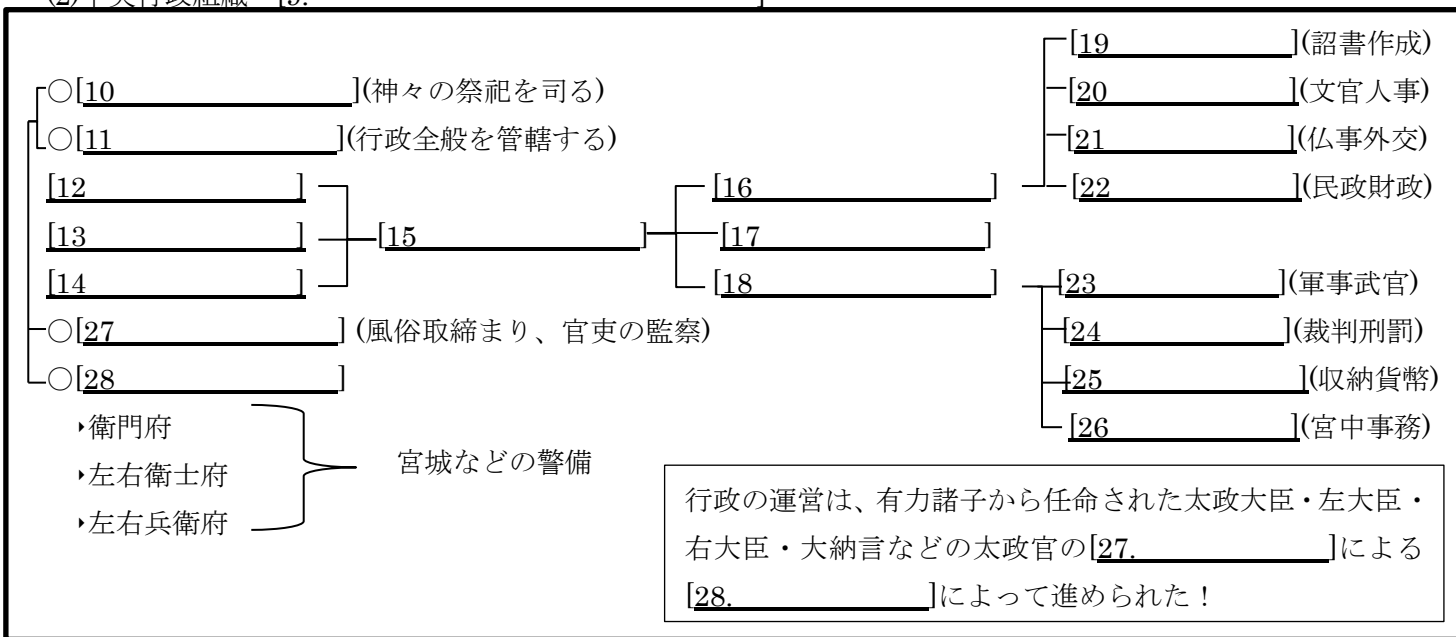 [19 ](詔書作成)
○[10 ](神々の祭祀を司る)
[20 ](文官人事)
○[11 ](行政全般を管轄する)
[21 ](仏事外交)
[12 ]
[16 ]
[22 ](民政財政)
[13 ]
[15 ]
[17 ]
[14 ]
[18 ]
[23 ](軍事武官)
○[27 ] (風俗取締まり、官吏の監察)
[24 ](裁判刑罰)
○[28 ]
[25 ](収納貨幣)
‣衛門府
[26 ](宮中事務)
‣左右衛士府
宮城などの警備
‣左右兵衛府
行政の運営は、有力諸子から任命された太政大臣・左大臣・
右大臣・大納言などの太政官の[27. ]による
[28. ]によって進められた！